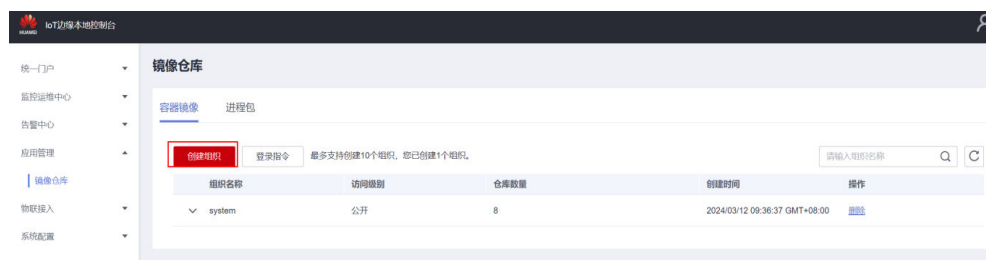 HUAWEI IoT边缘本地控制台
统一门户
监控运维中心
告警中心
应用管理
镜像仓库
物联接入
系统配置
镜像仓库
容器镜像 进程包
创建组织 登录指令 最多支持创建10个组织，您已创建1个组织。 请输入组织名称
组织名称 访问级别 仓库数量 创建时间 操作
system 公开 8 2024/03/12 09:36:37 GMT+08:00 删除